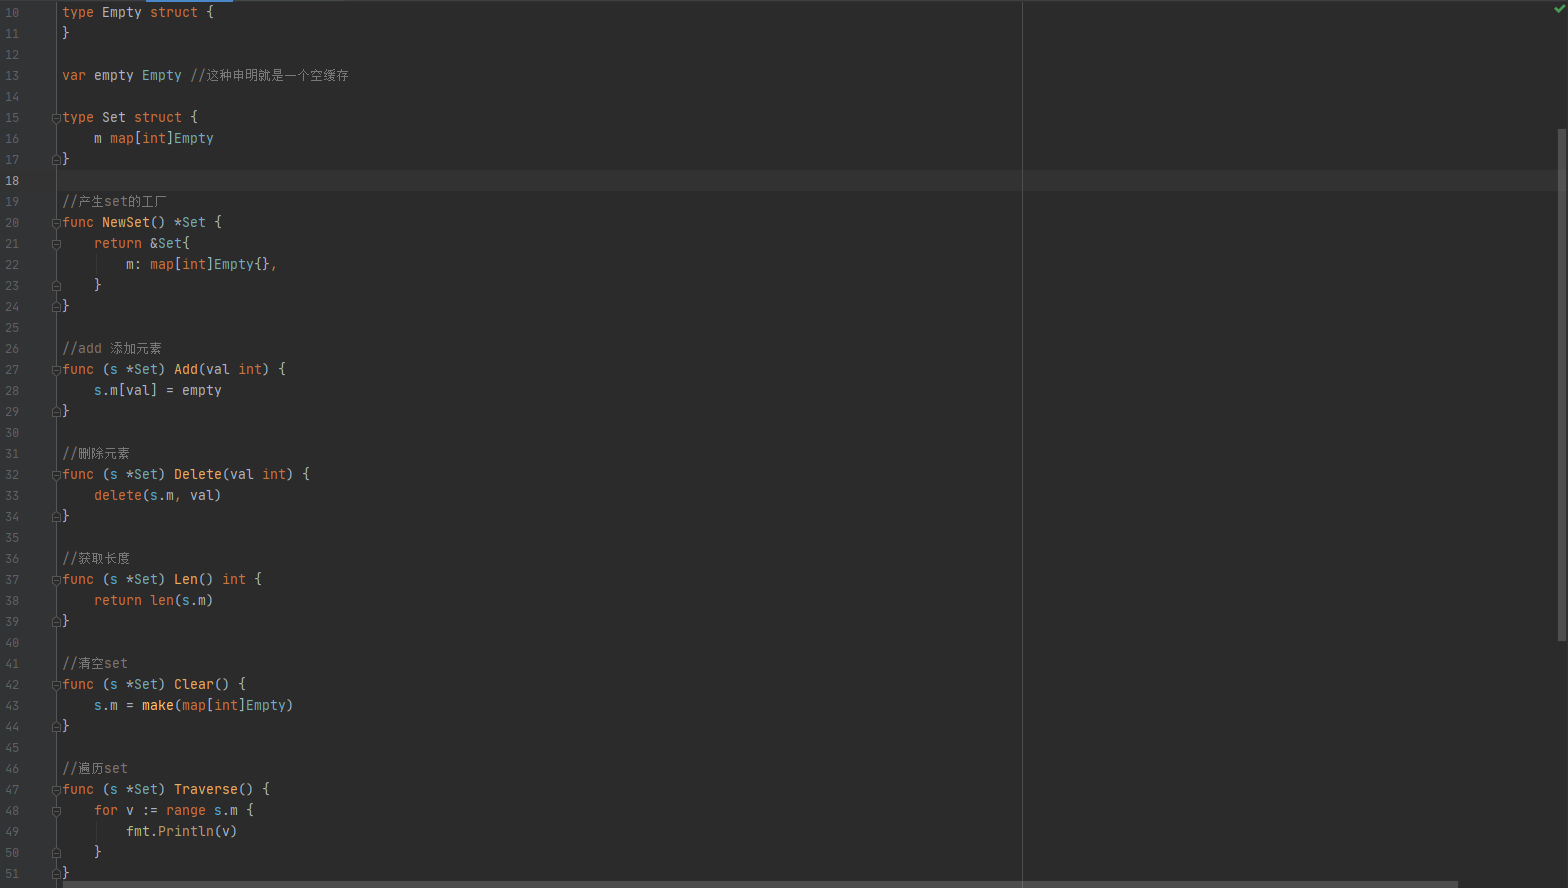 10 type Empty struct {
11 }
12
13 var empty Empty //这种申明就是一个空缓存
14
15 type Set struct {
16     m map[int]Empty
17 }
18
19 //产生set的工厂
20 func NewSet() *Set {
21     return &Set{
22         m: map[int]Empty{},
23     }
24 }
25
26 //add 添加元素
27 func (s *Set) Add(val int) {
28     s.m[val] = empty
29 }
30
31 //删除元素
32 func (s *Set) Delete(val int) {
33     delete(s.m, val)
34 }
35
36 //获取长度
37 func (s *Set) Len() int {
38     return len(s.m)
39 }
40
41 //清空set
42 func (s *Set) Clear() {
43     s.m = make(map[int]Empty)
44 }
45
46 //遍历set
47 func (s *Set) Traverse() {
48     for v := range s.m {
49         fmt.Println(v)
50     }
51 }